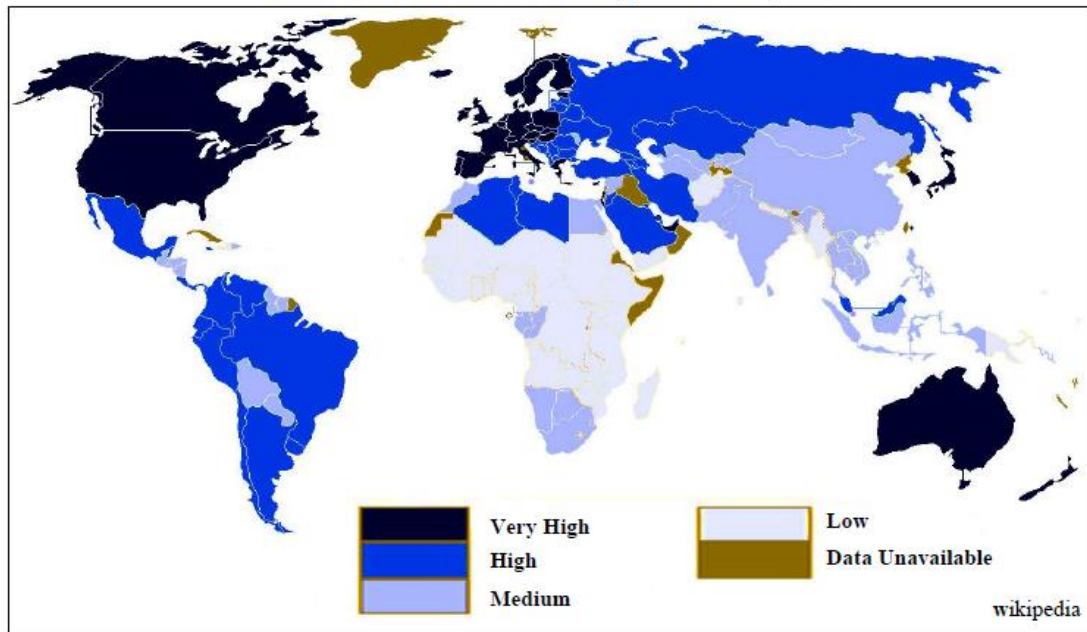 Very High
High
Medium
Low
Data Unavailable
wikipedia